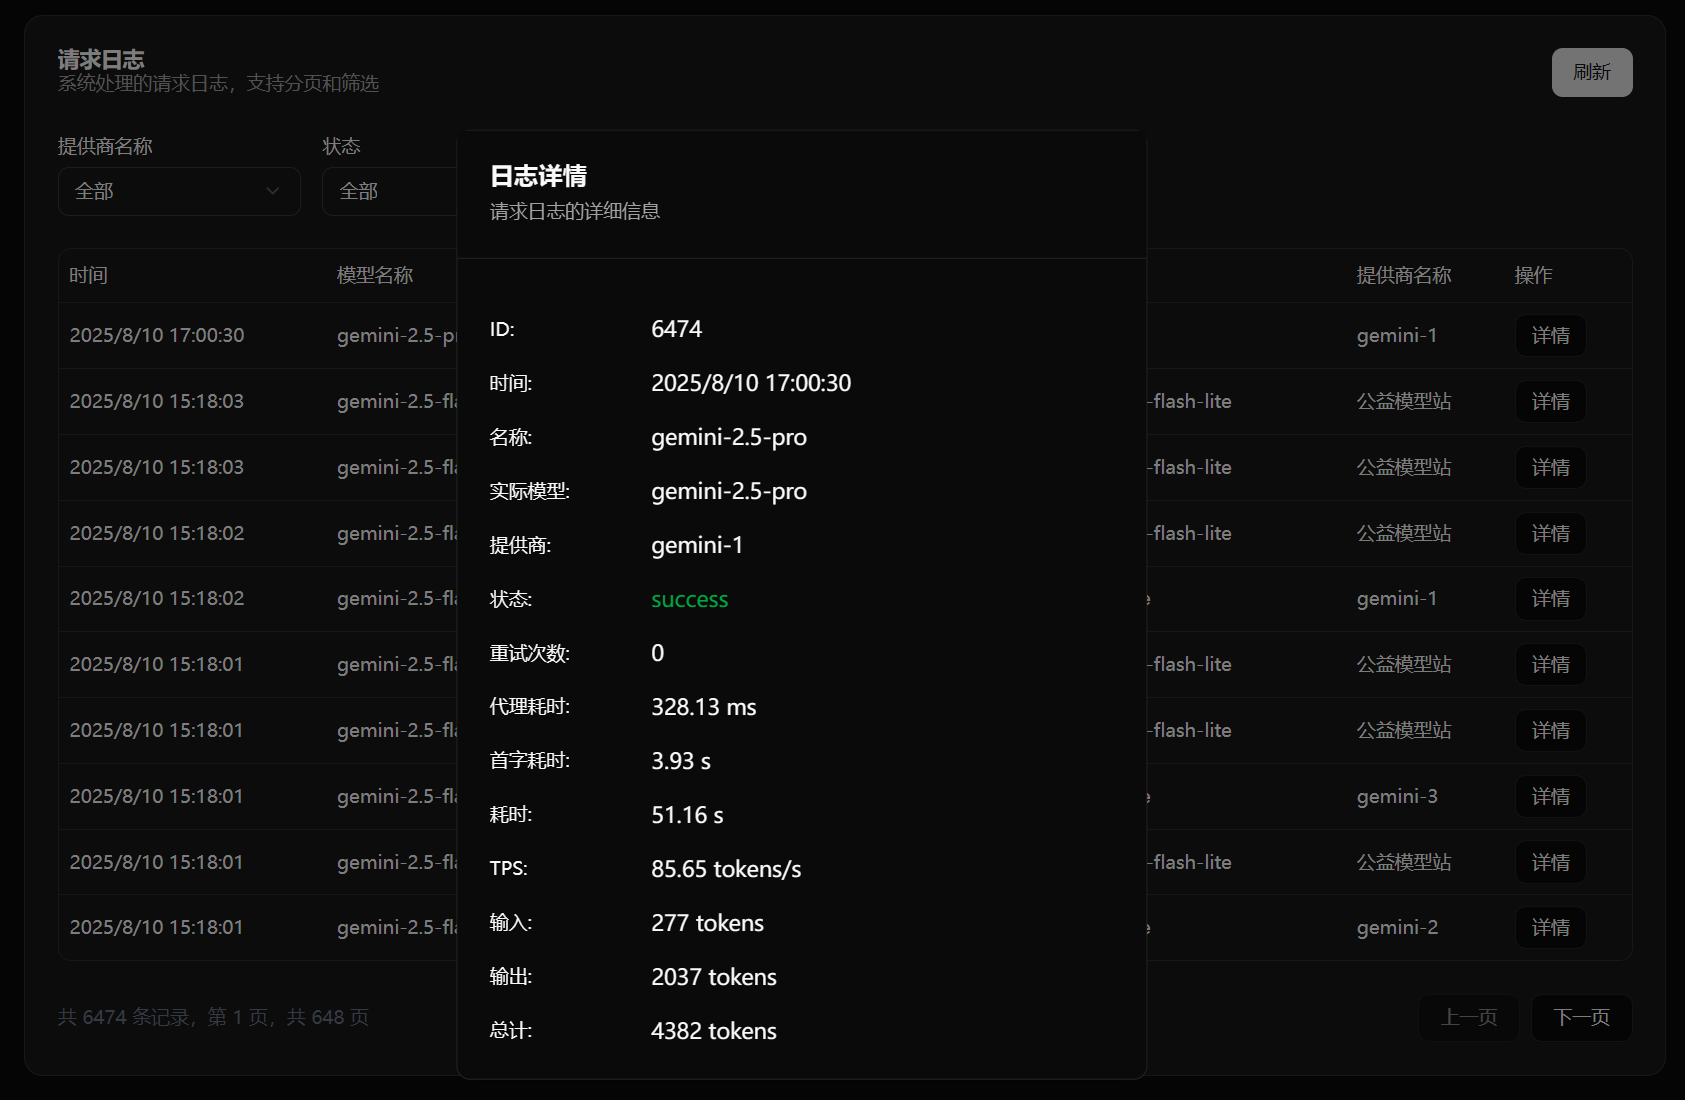 请求日志
系统处理的请求日志，支持分页和筛选
刷新
提供商名称 状态
全部 全部
日志详情
请求日志的详细信息
时间 模型名称 提供商名称 操作
2025/8/10 17:00:30 gemini-2.5-p gemini-1 详情
2025/8/10 15:18:03 gemini-2.5-fl -flash-lite 公益模型站 详情
2025/8/10 15:18:03 gemini-2.5-fl -flash-lite 公益模型站 详情
2025/8/10 15:18:02 gemini-2.5-fl -flash-lite 公益模型站 详情
2025/8/10 15:18:02 gemini-2.5-fl e gemini-1 详情
2025/8/10 15:18:01 gemini-2.5-fl -flash-lite 公益模型站 详情
2025/8/10 15:18:01 gemini-2.5-fl -flash-lite 公益模型站 详情
2025/8/10 15:18:01 gemini-2.5-fl e gemini-3 详情
2025/8/10 15:18:01 gemini-2.5-fl -flash-lite 公益模型站 详情
2025/8/10 15:18:01 gemini-2.5-fl e gemini-2 详情
ID: 6474
时间: 2025/8/10 17:00:30
名称: gemini-2.5-pro
实际模型: gemini-2.5-pro
提供商: gemini-1
状态: success
重试次数: 0
代理耗时: 328.13 ms
首字耗时: 3.93 s
耗时: 51.16 s
TPS: 85.65 tokens/s
输入: 277 tokens
输出: 2037 tokens
总计: 4382 tokens
共 6474 条记录，第 1 页，共 648 页
上一页 下一页